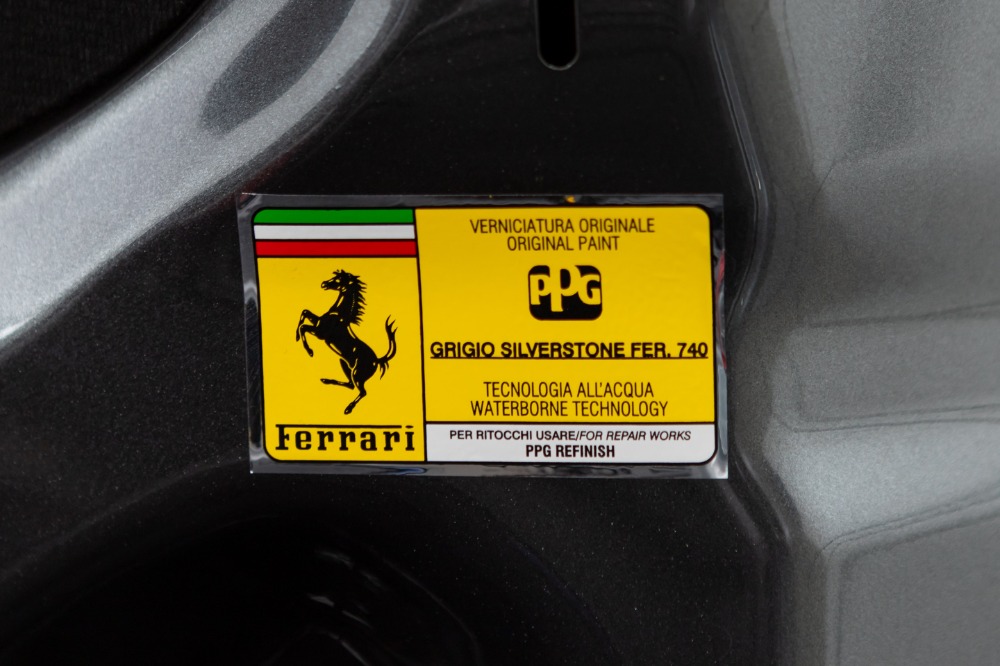 VERNICIATURA ORIGINALE
ORIGINAL PAINT
PPG
GRIGIO SILVERSTONE FER. 740
TECNOLOGIA ALL'ACQUA
WATERBORNE TECHNOLOGY
Ferrari
PER RITOCCHI USARE/FOR REPAIR WORKS
PPG REFINISH